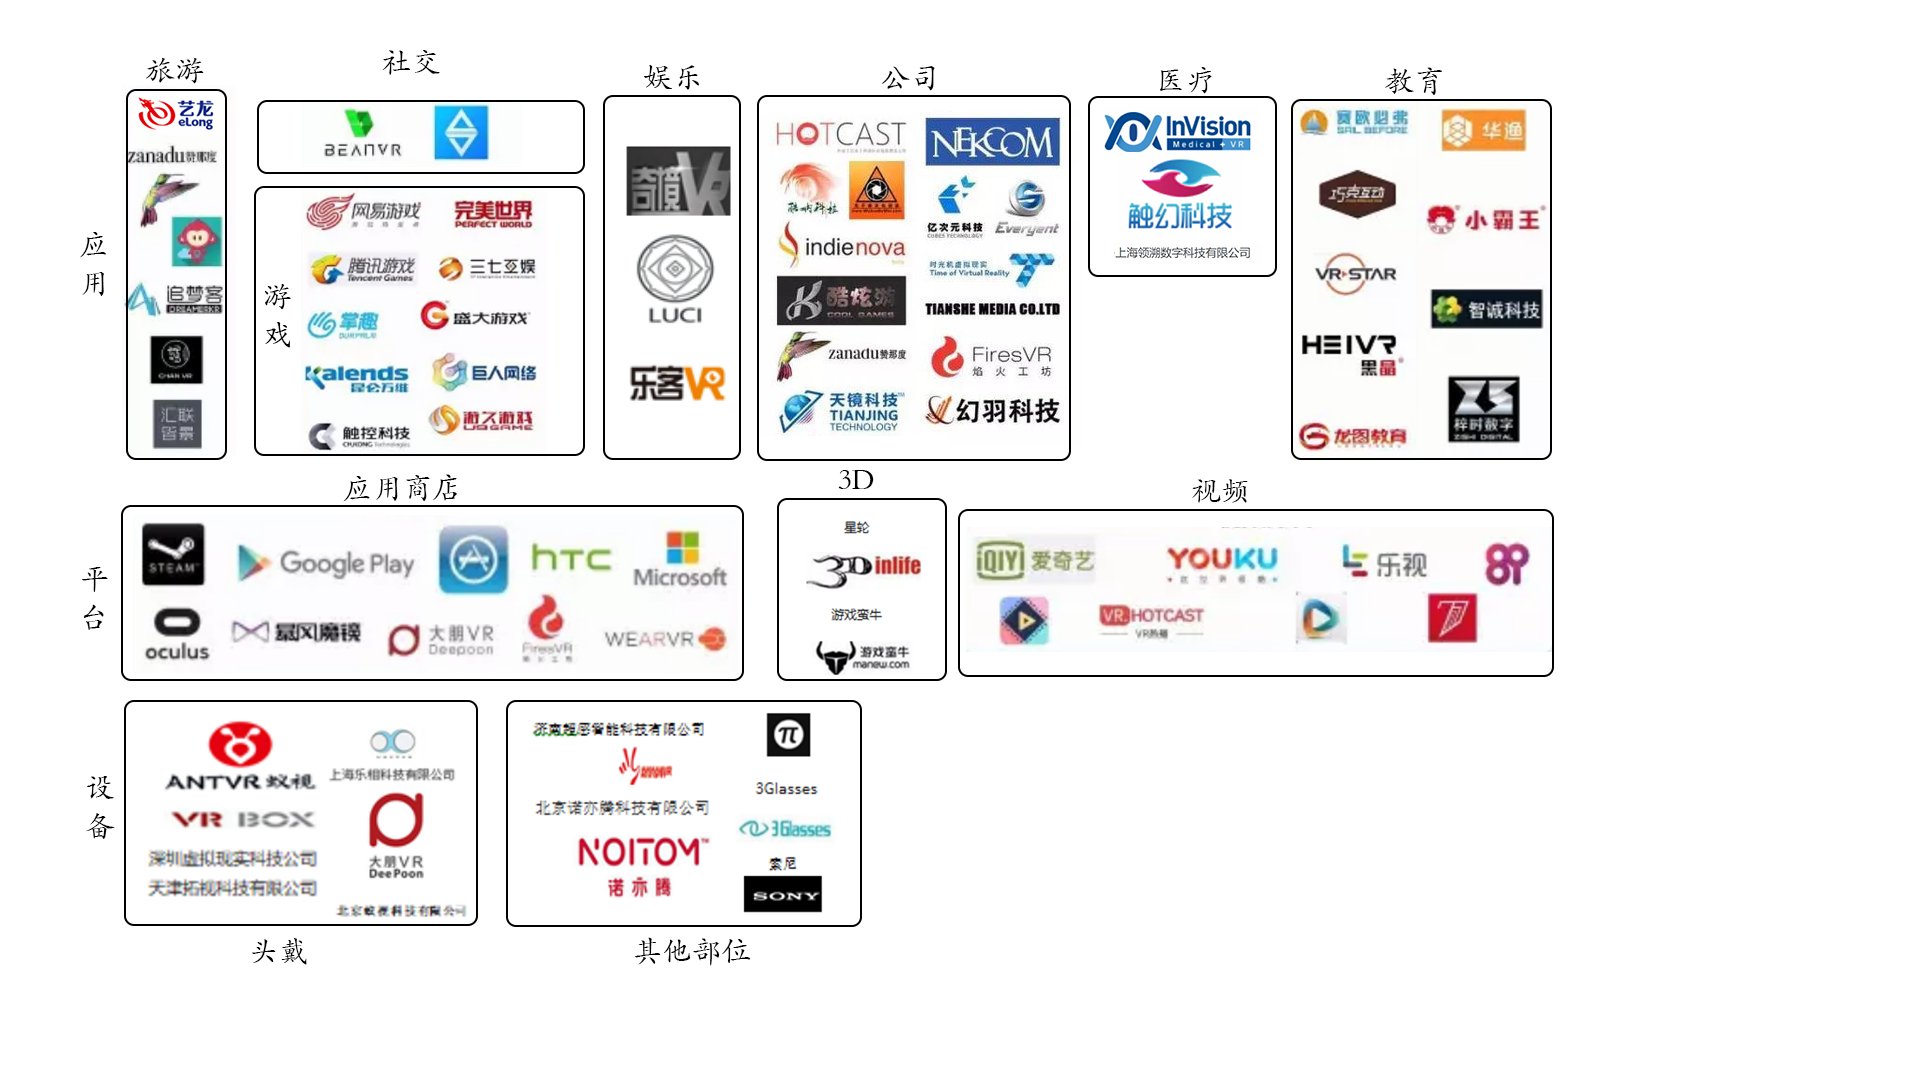 旅游
社交
娱乐
公司
医疗
教育
应用
艺龙
eLong
zanadu赞那度
追梦客
DREAMERKR
CHAN VR
汇联
皆景
BEANVR
游戏
网易游戏
完美世界
PERFECT WORLD
腾讯游戏
Tencent Games
三七互娱
掌趣
OURPALM
盛大游戏
Kalends
昆仑万维
巨人网络
触控科技
CHUKONG Technologies
游久游戏
U9GAME
奇境VR
LUCI
乐客VR
HOTCAST
NEKCOM
亿次元科技
CUBES TECHNOLOGY
Everyent
indienova
时光机虚拟现实
Time of Virtual Reality
酷炫游
COOL GAMES
TIANSHE MEDIA CO.LTD
zanadu赞那度
FiresVR
焰火工坊
天镜科技
TIANJING
TECHNOLOGY
幻羽科技
InVision
Medical + VR
触幻科技
上海领溯数字科技有限公司
赛欧必弗
SAIL BEFORE
华渔
巧克互动
小霸王
VR-STAR
智诚科技
HEIVR
黑晶
梓时数字
ZISHI DIGITAL
龙图教育
应用商店
3D
视频
平台
STEAM
Google Play
hTC
Microsoft
oculus
暴风魔镜
大朋VR
Deepoon
FiresVR
焰火工坊
WEARVR
星轮
3Dinlife
游戏蛮牛
游戏蛮牛
manew.com
QIYI 爱奇艺
YOUKU
乐视
VR HOTCAST
VR热播
设备
ANTVR 蚁视
上海乐相科技有限公司
VR BOX
深圳虚拟现实科技公司
天津拓视科技有限公司
大朋VR
DeePoon
北京蚁视科技有限公司
济南超感智能科技有限公司
北京诺亦腾科技有限公司
NOITOM™
诺亦腾
π
3Glasses
3Glasses
索尼
SONY
头戴
其他部位